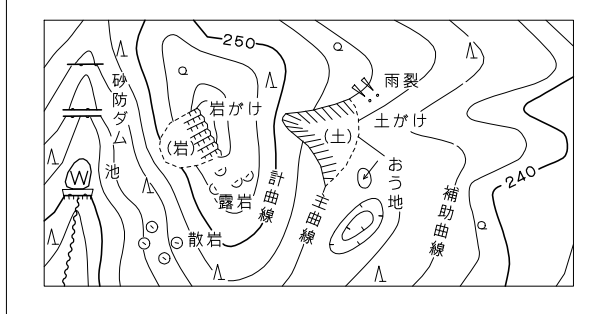 250
砂防ダム
池
W
岩がけ
(岩)
露岩
散岩
計曲線
主曲線
雨裂
土がけ
(土)
おう地
補助曲線
240